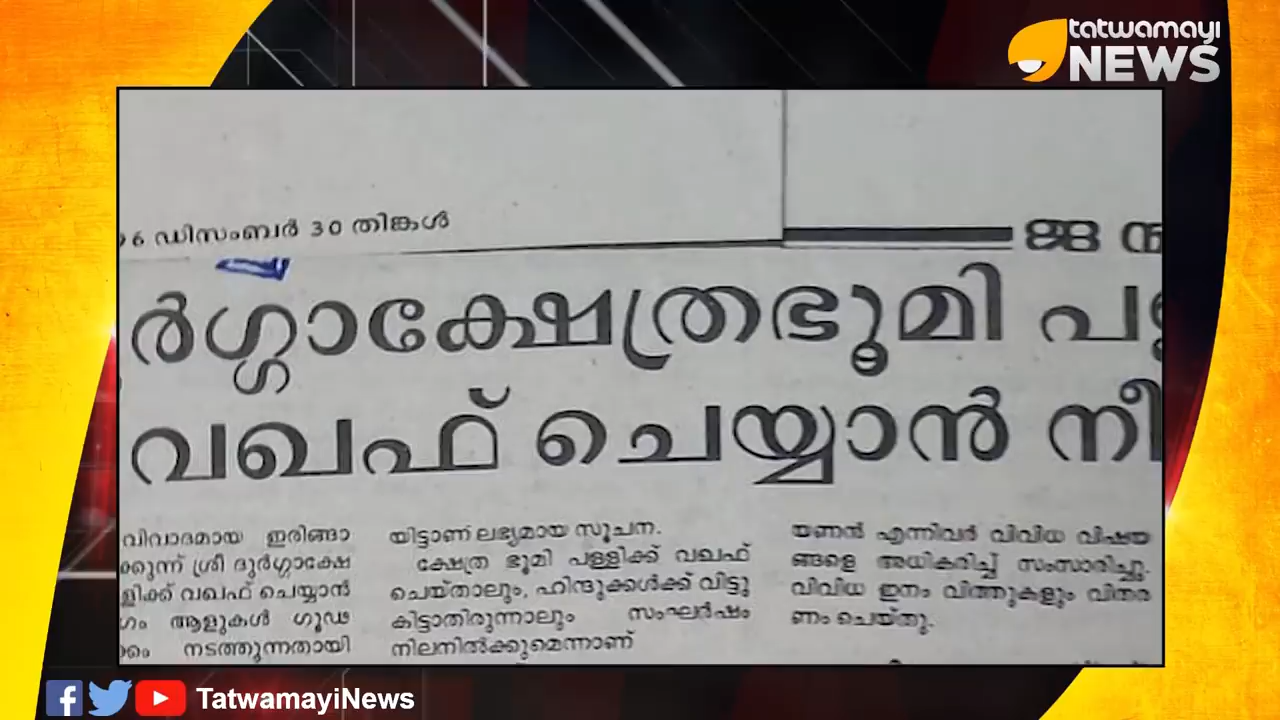 tatwamayi
NEWS
6 ഡിസംബർ 30 തിങ്കൾ
ർഗ്ഗാക്ഷേത്രഭൂമി
വഖഫ് ചെയ്യാൻ
വിവാദമായ ഇരിങ്ങാ
ക്കുന്ന് ശ്രീ ദുർഗ്ഗാക്ഷേ
ളിക്ക് വഖഫ് ചെയ്യാൻ
ഗം ആളുകൾ ഗൂഢ
നടത്തുന്നതായി
യിട്ടാണ് ലഭ്യമായ സൂചന.
ക്ഷേത്ര ഭൂമി പള്ളിക്ക് വഖഫ്
ചെയ്താലും, ഹിന്ദുക്കൾക്ക് വിട്ടു
കിട്ടാതിരുന്നാലും സംഘർഷം
നിലനിൽക്കുമെന്നാണ്
യണൻ എന്നിവർ വിവിധ വിഷയ
ങ്ങളെ അധികരിച്ച് സംസാരിച്ചു.
വിവിധ ഇനം വിത്തുകളും വിതര
ണം ചെയ്തു.
TatwamayiNews